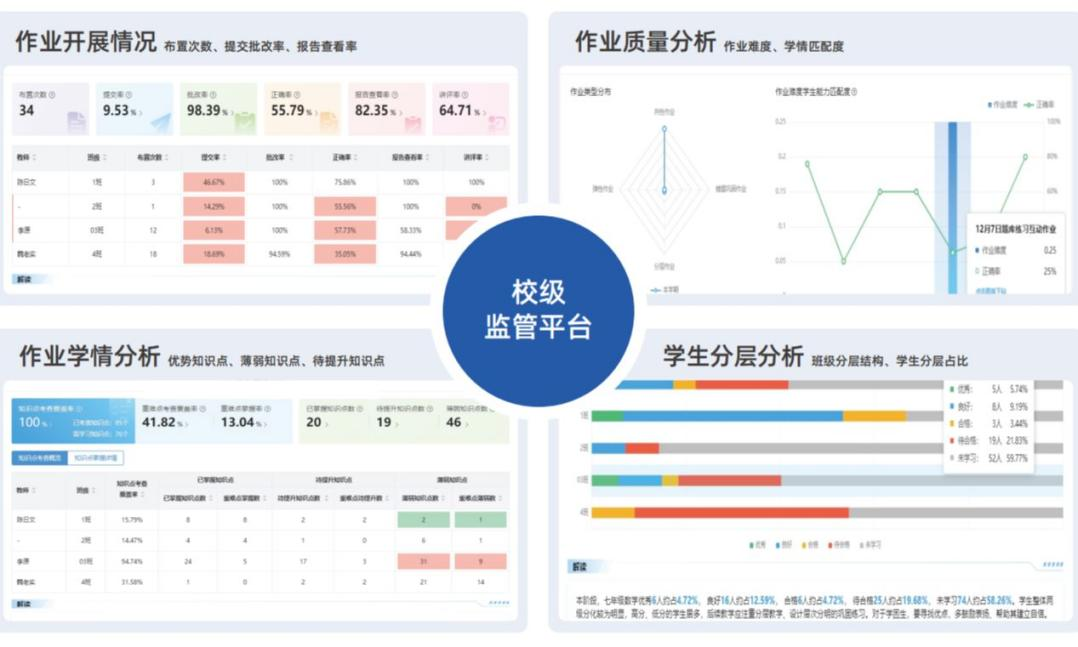 作业开展情况 布置次数、提交批改率、报告查看率
布置次数 提交率 批改率 正确率 报告查看率 讲评率
34 9.53% 98.39% 55.79% 82.35% 64.71%
教师 班级 布置次数 提交率 批改率 正确率 报告查看率 讲评率
陈日文 1班 3 46.67% 100% 75.86% 100% 100%
- 2班 1 14.29% 100% 55.56% 100% 0%
李原 03班 12 6.13% 100% 57.73% 58.33%
4班 18 18.69% 94.59% 35.05% 94.44%
解读
作业质量分析 作业难度、学情匹配度
作业类型分布
分层作业
本学期
作业难度学生能力匹配度
作业难度 正确率
0.25 100%
0.2 80%
0.15 60%
0.1
0.05
12月7日题库练习互动作业
作业难度 0.25
正确率 25%
校级
监管平台
作业学情分析 优势知识点、薄弱知识点、待提升知识点
知识点考查覆盖率 重难点考查覆盖率 重难点掌握率 已掌握知识点数 待提升知识点数 薄弱知识点数
100% 41.82% 13.04% 20 19 46
知识点考查概览 知识点掌握详情
教师 班级 知识点考查覆盖率 已掌握知识点 待提升知识点 薄弱知识点
已掌握知识点数 重难点掌握数 待提升知识点数 重难点待提升数 薄弱知识点数 重难点薄弱数
陈日文 1班 15.79% 8 8 2 2 2 1
- 2班 14.47% 4 4 1 0 6 1
李原 03班 94.74% 24 5 17 3 31 9
4班 31.58% 1 0 2 2 21 14
解读
学生分层分析 班级分层结构、学生分层占比
优秀: 5人 5.74%
良好: 8人 9.19%
合格: 3人 3.44%
待合格: 19人 21.83%
未学习: 52人 59.77%
1班
2班
03班
4班
优秀 良好 合格 待合格 未学习
解读
本阶段，七年级数学优秀6人约占4.72%，良好16人约占12.59%，合格6人约占4.72%，待合格25人约占19.68%，未学习74人约占58.26%。学生整体两
级分化较为明显，高分、低分的学生居多，后续教学应注重分层教学、设计层次分明的巩固练习。对于学困生，要寻找优点、多鼓励表扬、帮助其建立自信。